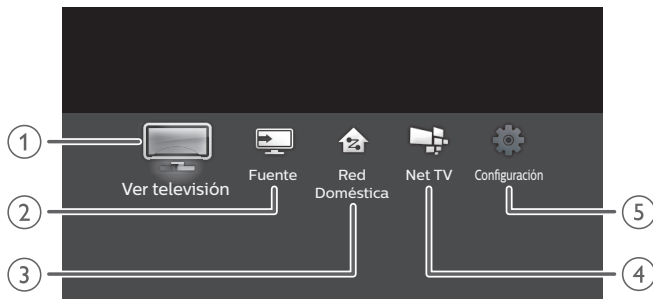 1
Ver televisión
Fuente
Red
Doméstica
Net TV
Configuración
2
3
4
5